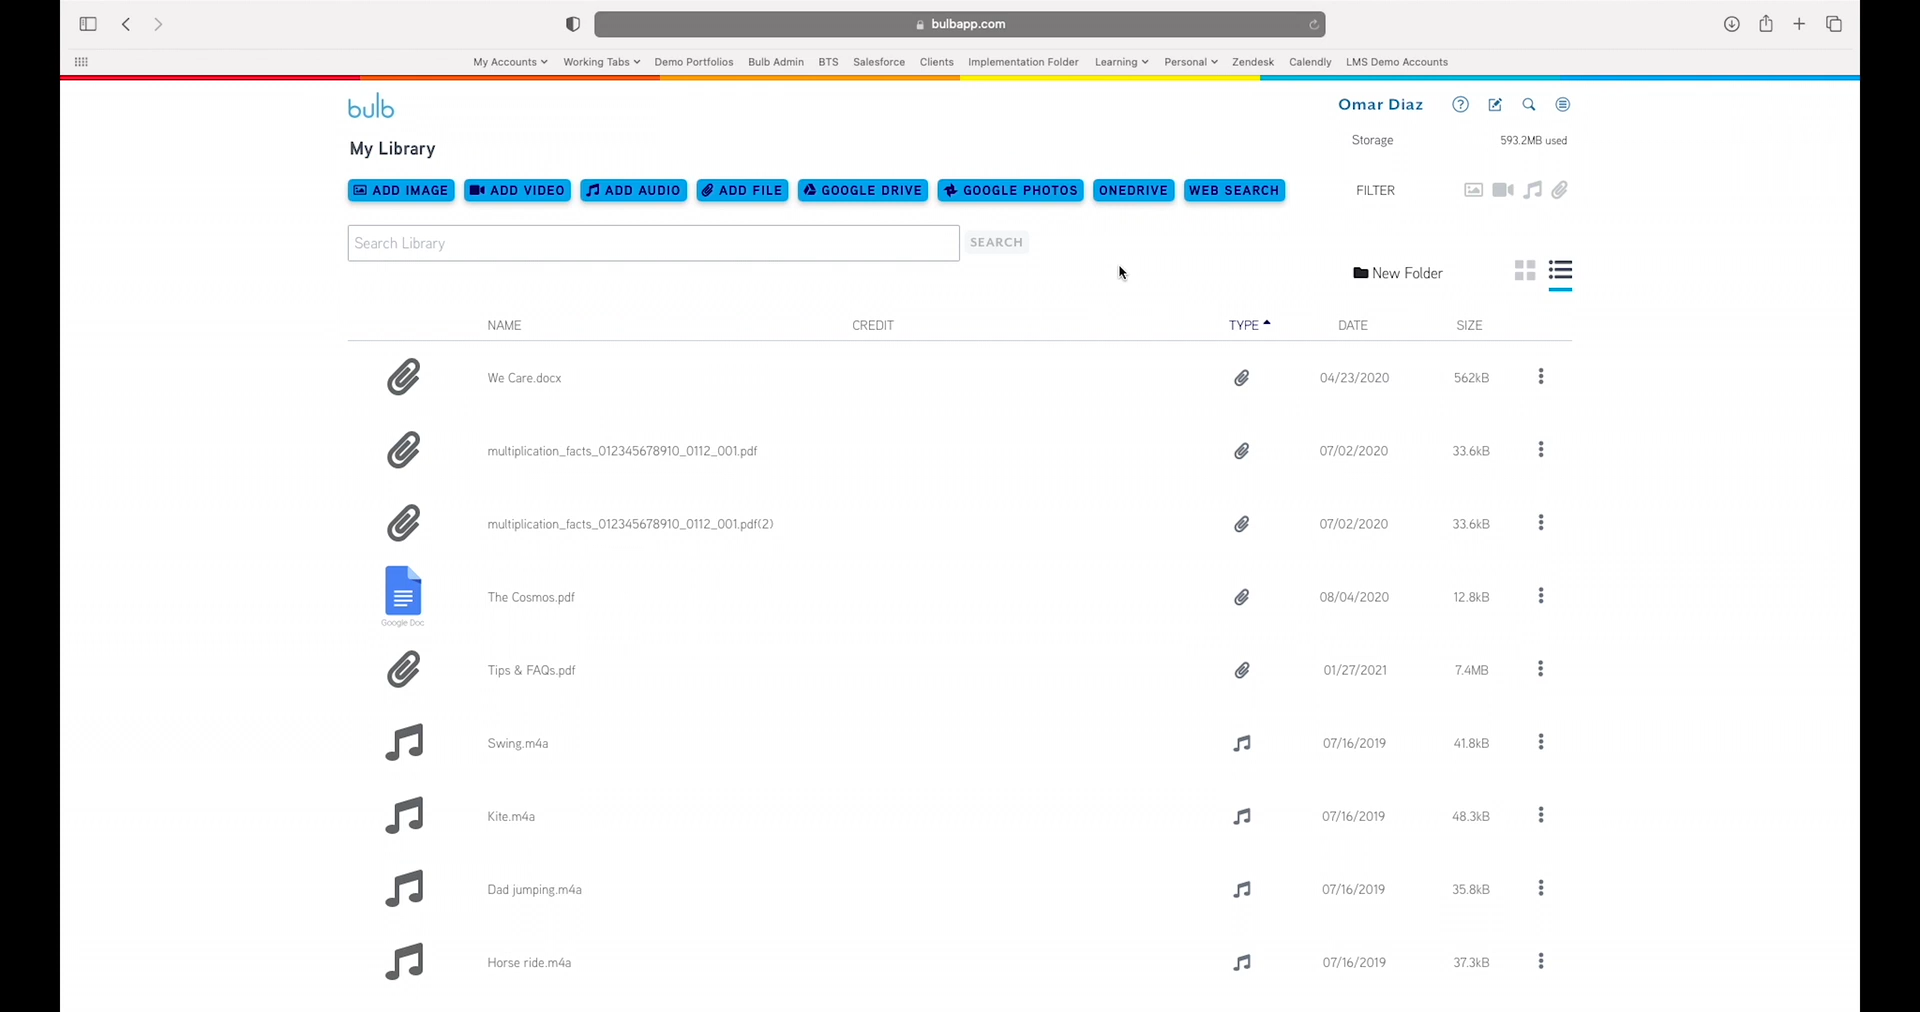 bulbapp.com
My Accounts Working Tabs Demo Portfolios Bulb Admin BTS Salesforce Clients Implementation Folder Learning Personal Zendesk Calendly LMS Demo Accounts
bulb
Omar Diaz
Storage 593.2MB used
My Library
ADD IMAGE ADD VIDEO ADD AUDIO ADD FILE GOOGLE DRIVE GOOGLE PHOTOS ONEDRIVE WEB SEARCH FILTER
Search Library SEARCH
New Folder
NAME CREDIT TYPE DATE SIZE
We Care.docx 04/23/2020 562kB
multiplication_facts_012345678910_0112_001.pdf 07/02/2020 33.6kB
multiplication_facts_012345678910_0112_001.pdf(2) 07/02/2020 33.6kB
The Cosmos.pdf 08/04/2020 12.8kB
Google Doc
Tips & FAQs.pdf 01/27/2021 7.4MB
Swing.m4a 07/16/2019 41.8kB
Kite.m4a 07/16/2019 48.3kB
Dad jumping.m4a 07/16/2019 35.8kB
Horse ride.m4a 07/16/2019 37.3kB